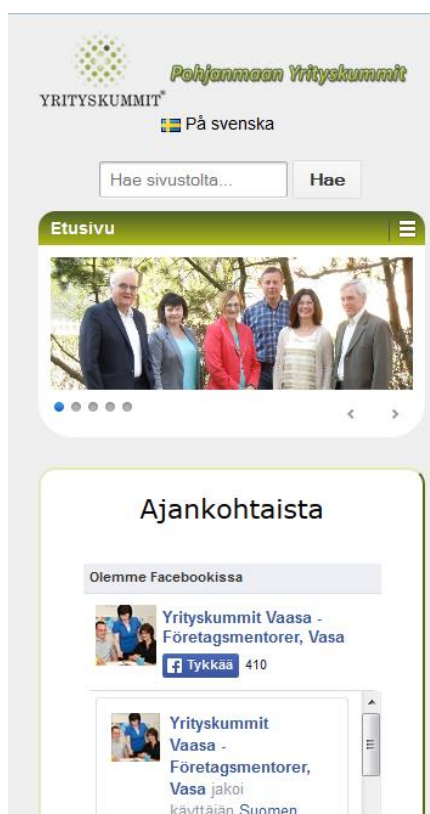 Pohjanmaan Yrityskummit
YRITYSKUMMIT®
På svenska
Hae sivustolta...
Hae
Etusivu
Ajankohtaista
Olemme Facebookissa
Yrityskummit Vaasa -
Företagsmentorer, Vasa
Tykkää 410
Yrityskummit
Vaasa -
Företagsmentorer,
Vasa jakoi
käyttäjän Suomen